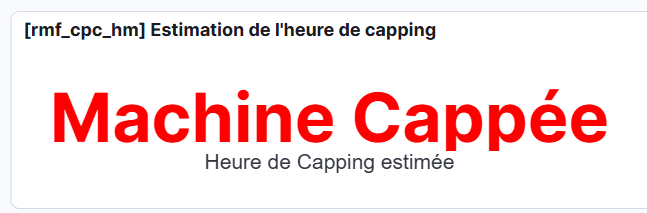 [rmf_cpc_hm] Estimation de l'heure de capping
Machine Cappée
Heure de Capping estimée